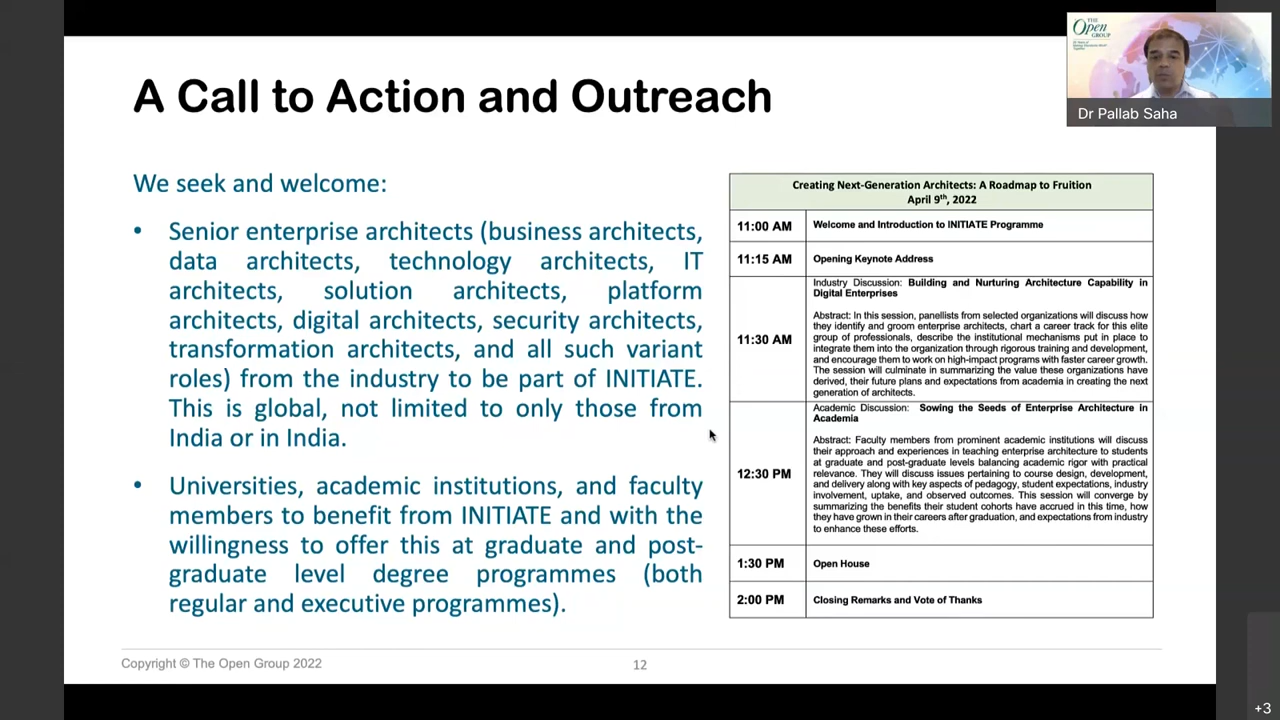 A Call to Action and Outreach
THE
Open
GROUP
Dr Pallab Saha
We seek and welcome:
• Senior enterprise architects (business architects,
data architects, technology architects, IT
architects, solution architects, platform
architects, digital architects, security architects,
transformation architects, and all such variant
roles) from the industry to be part of INITIATE.
This is global, not limited to only those from
India or in India.
• Universities, academic institutions, and faculty
members to benefit from INITIATE and with the
willingness to offer this at graduate and post-
graduate level degree programmes (both
regular and executive programmes).
Creating Next-Generation Architects: A Roadmap to Fruition
April 9th, 2022
11:00 AM Welcome and Introduction to INITIATE Programme
11:15 AM Opening Keynote Address
11:30 AM
Industry Discussion: Building and Nurturing Architecture Capability in
Digital Enterprises
Abstract: In this session, panellists from selected organizations will discuss how
they identify and groom enterprise architects, chart a career track for this elite
group of professionals, describe the institutional mechanisms put in place to
integrate them into the organization through rigorous training and development,
and encourage them to work on high-impact programs with faster career growth.
The session will culminate in summarizing the value these organizations have
derived, their future plans and expectations from academia in creating the next
generation of architects.
12:30 PM
Academic Discussion: Sowing the Seeds of Enterprise Architecture in
Academia
Abstract: Faculty members from prominent academic institutions will discuss
their approach and experiences in teaching enterprise architecture to students
at graduate and post-graduate levels balancing academic rigor with practical
relevance. They will discuss issues pertaining to course design, development,
and delivery along with key aspects of pedagogy, student expectations, industry
involvement, uptake, and observed outcomes. This session will converge by
summarizing the benefits their student cohorts have accrued in this time, how
they have grown in their careers after graduation, and expectations from industry
to enhance these efforts.
1:30 PM Open House
2:00 PM Closing Remarks and Vote of Thanks
Copyright © The Open Group 2022
12
+3